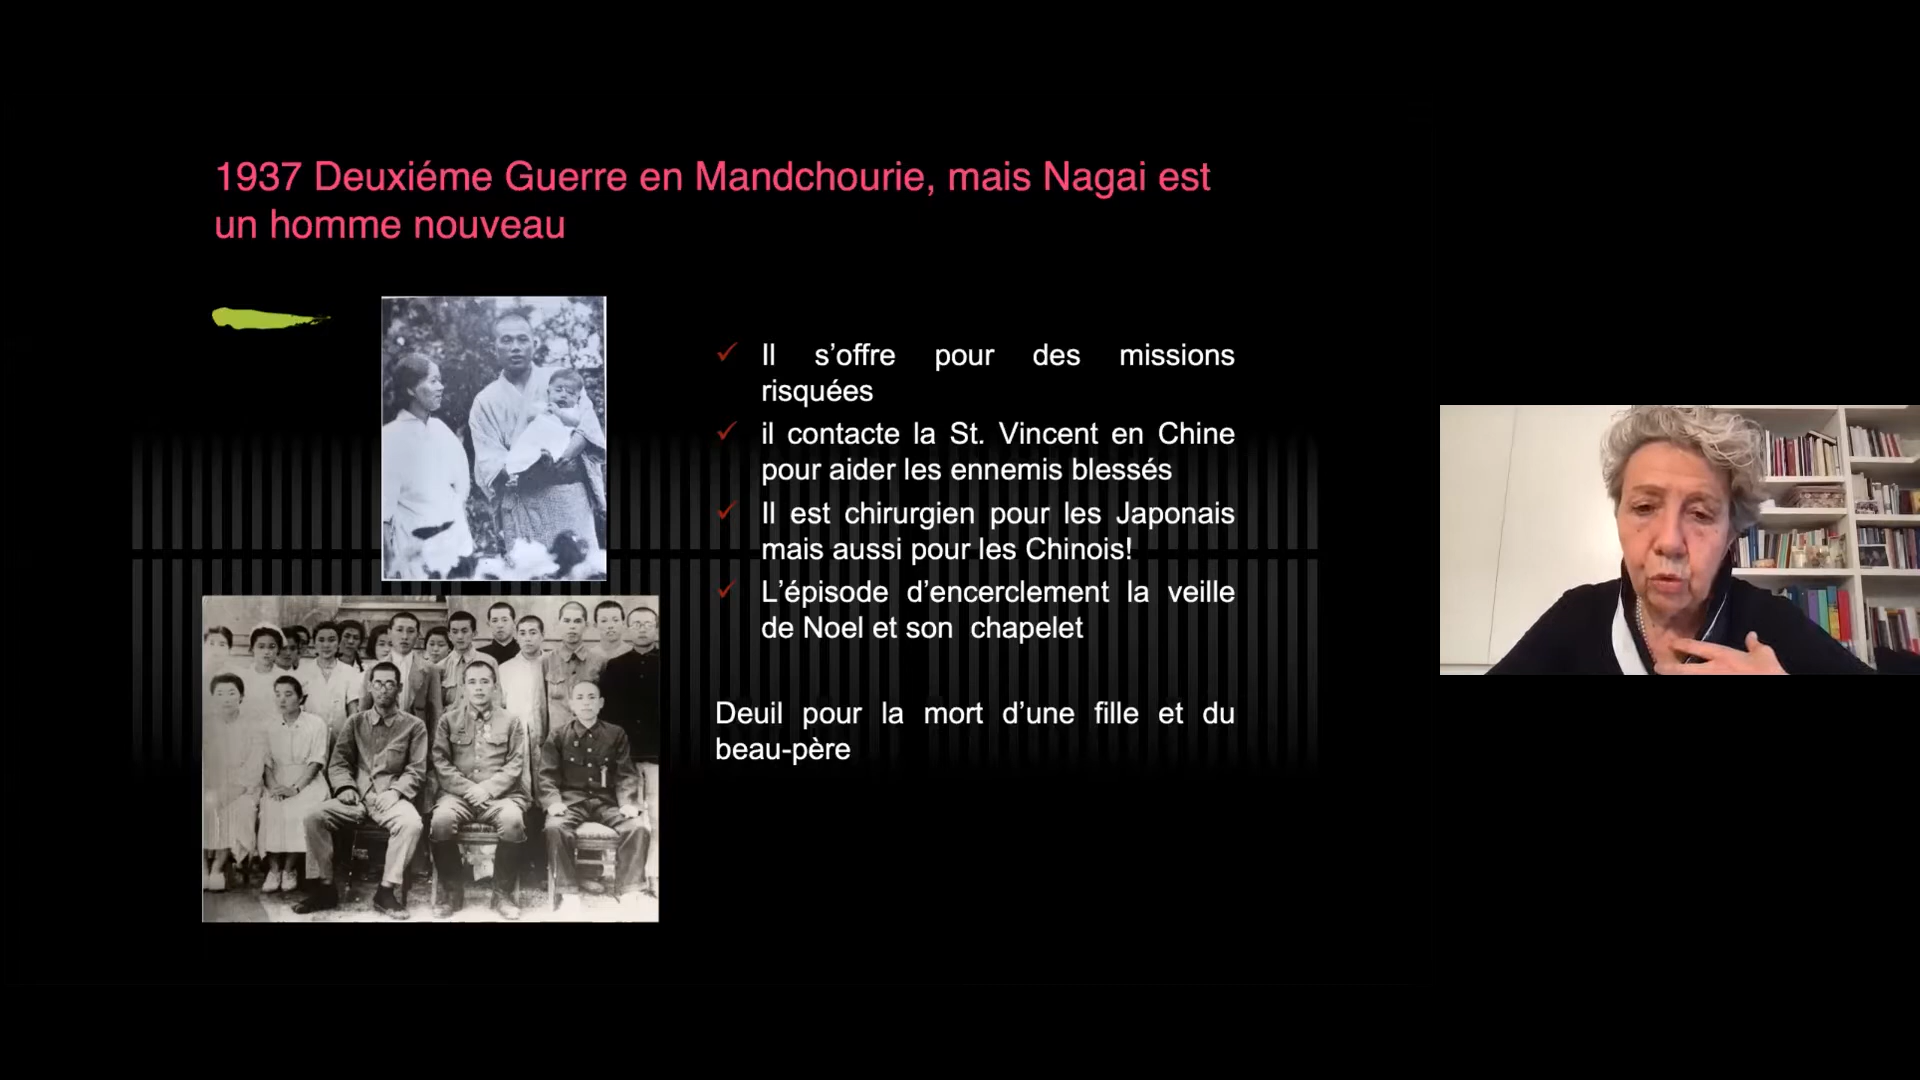 1937 Deuxiéme Guerre en Mandchourie, mais Nagai est
un homme nouveau
Il s’offre pour des missions
risquées
il contacte la St. Vincent en Chine
pour aider les ennemis blessés
Il est chirurgien pour les Japonais
mais aussi pour les Chinois!
L’épisode d’encerclement la veille
de Noel et son chapelet
Deuil pour la mort d’une fille et du
beau-père